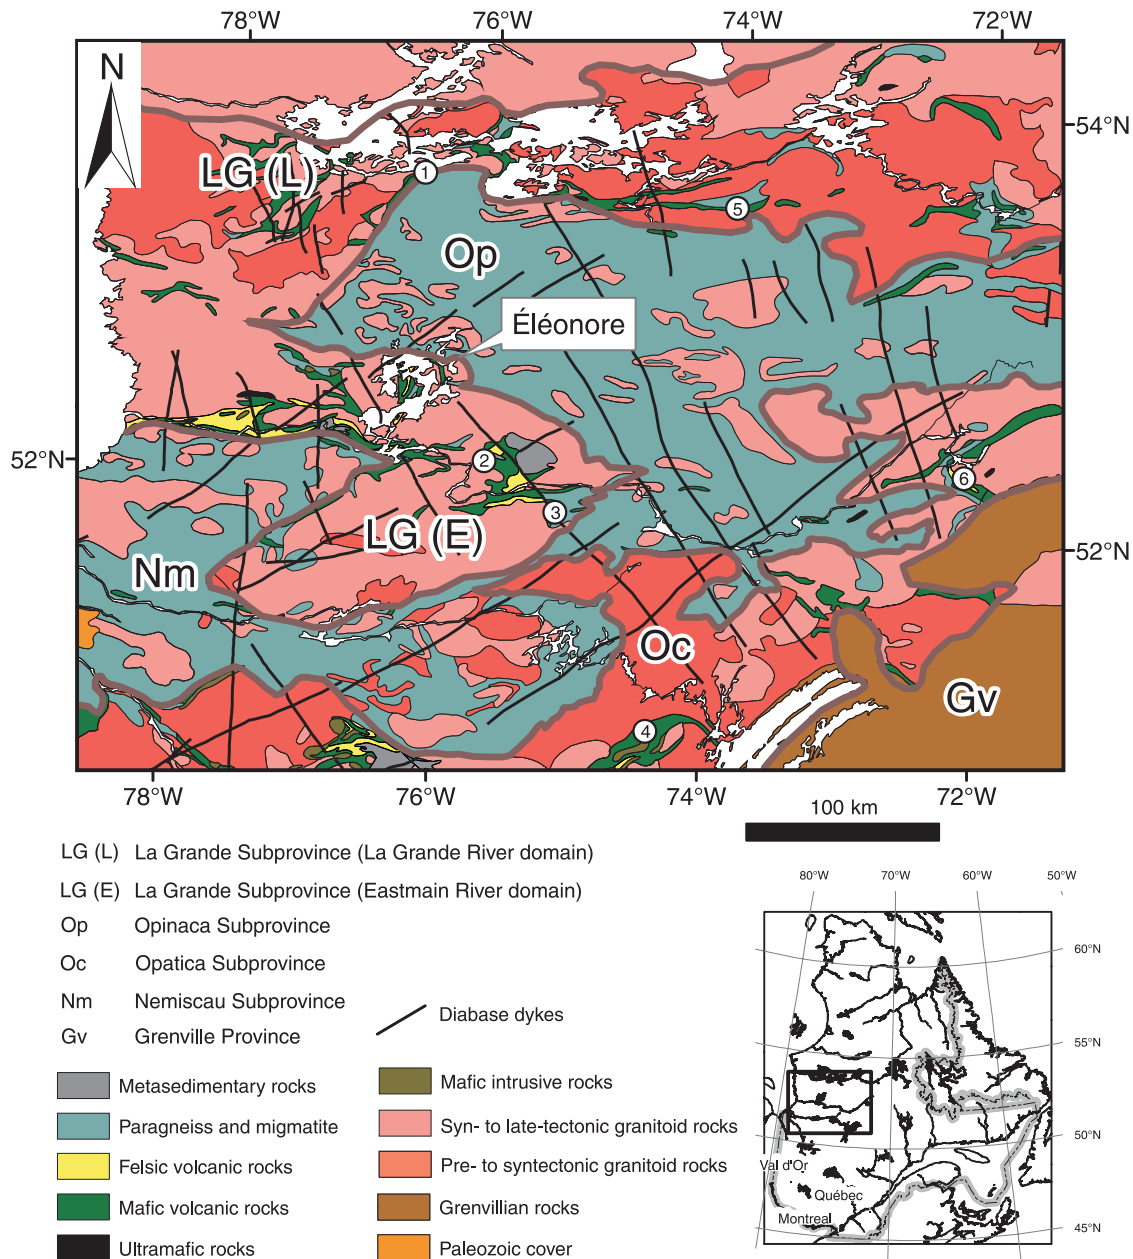 78°W 76°W 74°W 72°W
N
54°N
LG (L)
1
5
Op
Éléonore
52°N
2
6
3
LG (E)
52°N
Nm
Oc
Gv
4
78°W 76°W 74°W 72°W
100 km
LG (L) La Grande Subprovince (La Grande River domain)
LG (E) La Grande Subprovince (Eastmain River domain)
Op Opinaca Subprovince
Oc Opatica Subprovince
Nm Nemiscau Subprovince
Gv Grenville Province
Diabase dykes
Metasedimentary rocks
Paragneiss and migmatite
Felsic volcanic rocks
Mafic volcanic rocks
Ultramafic rocks
Mafic intrusive rocks
Syn- to late-tectonic granitoid rocks
Pre- to syntectonic granitoid rocks
Grenvillian rocks
Paleozoic cover
80°W 70°W 60°W 50°W
60°N
55°N
50°N
45°N
Val d'Or
Québec
Montreal